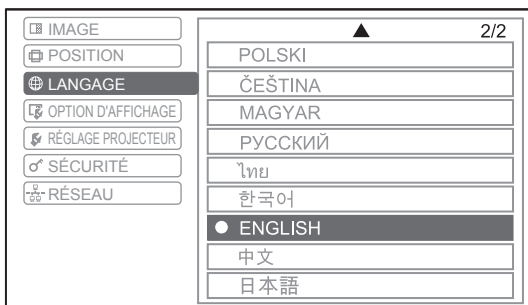 IMAGE
POSITION
LANGAGE
OPTION D'AFFICHAGE
RÉGLAGE PROJECTEUR
SÉCURITÉ
RÉSEAU
2/2
POLSKI
ČEŠTINA
MAGYAR
РУССКИЙ
ไทย
한국어
ENGLISH
中文
日本語